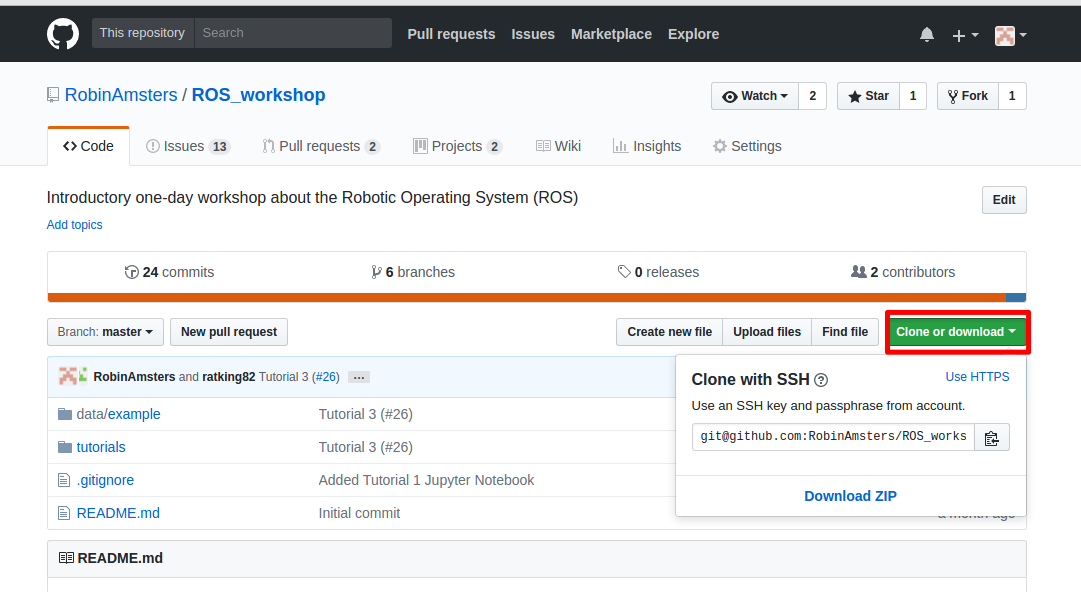 This repository Search Pull requests Issues Marketplace Explore
RobinAmsters / ROS_workshop Watch 2 Star 1 Fork 1
Code Issues 13 Pull requests 2 Projects 2 Wiki Insights Settings
Introductory one-day workshop about the Robotic Operating System (ROS) Edit
Add topics
24 commits 6 branches 0 releases 2 contributors
Branch: master New pull request Create new file Upload files Find file Clone or download
RobinAmsters and ratking82 Tutorial 3 (#26) …
data/example Tutorial 3 (#26)
tutorials Tutorial 3 (#26)
.gitignore Added Tutorial 1 Jupyter Notebook
README.md Initial commit a month ago
Clone with SSH Use HTTPS
Use an SSH key and passphrase from account.
git@github.com:RobinAmsters/ROS_works
Download ZIP
README.md